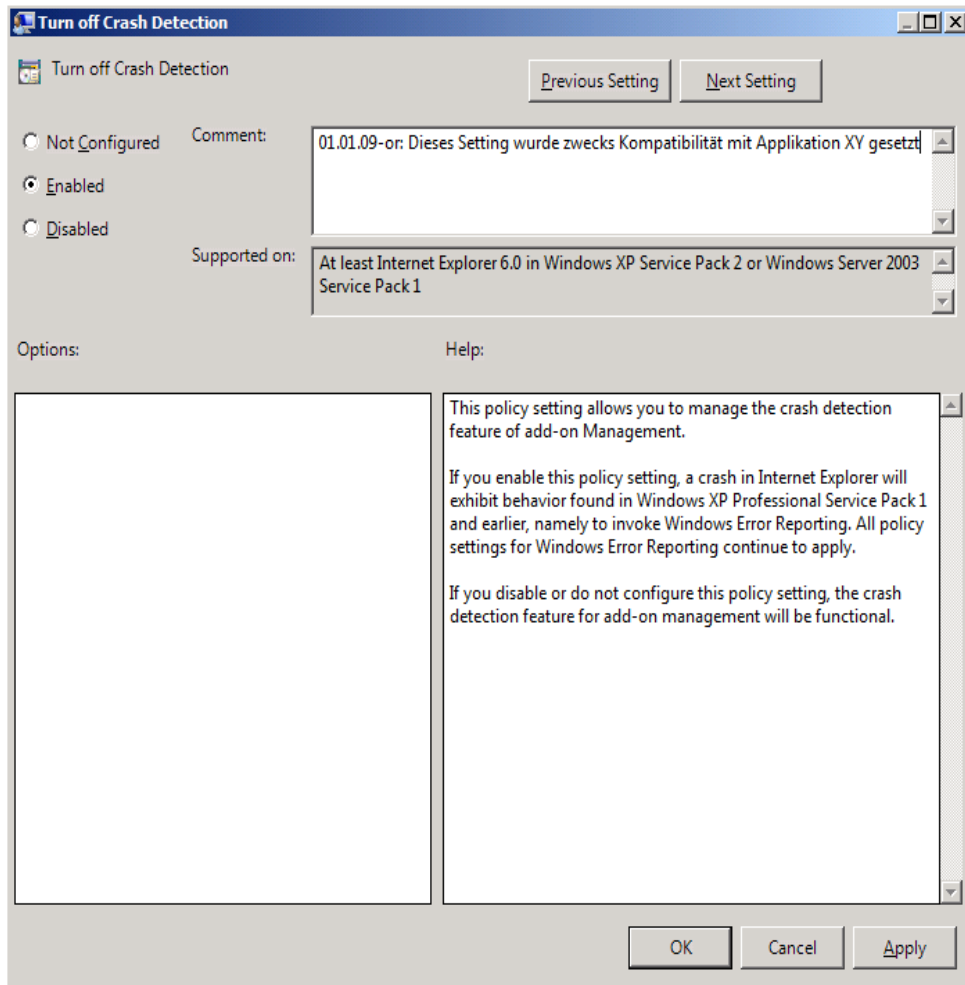 Turn off Crash Detection
Turn off Crash Detection
Previous Setting
Next Setting
Not Configured
Enabled
Disabled
Comment:
01.01.09-or: Dieses Setting wurde zwecks Kompatibilität mit Applikation XY gesetzt
Supported on:
At least Internet Explorer 6.0 in Windows XP Service Pack 2 or Windows Server 2003
Service Pack 1
Options:
Help:
This policy setting allows you to manage the crash detection
feature of add-on Management.
If you enable this policy setting, a crash in Internet Explorer will
exhibit behavior found in Windows XP Professional Service Pack 1
and earlier, namely to invoke Windows Error Reporting. All policy
settings for Windows Error Reporting continue to apply.
If you disable or do not configure this policy setting, the crash
detection feature for add-on management will be functional.
OK
Cancel
Apply